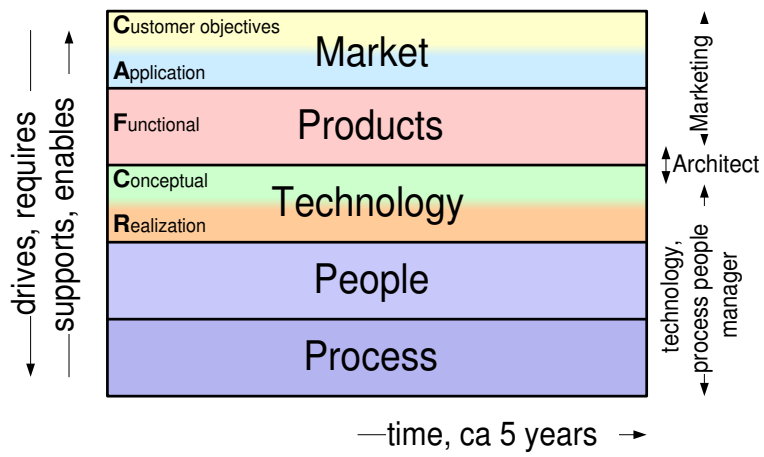 drives, requires
supports, enables
Customer objectives
Market
Application
Functional
Products
Conceptual
Technology
Realization
People
Process
Marketing
Architect
technology,
process people
manager
time, ca 5 years